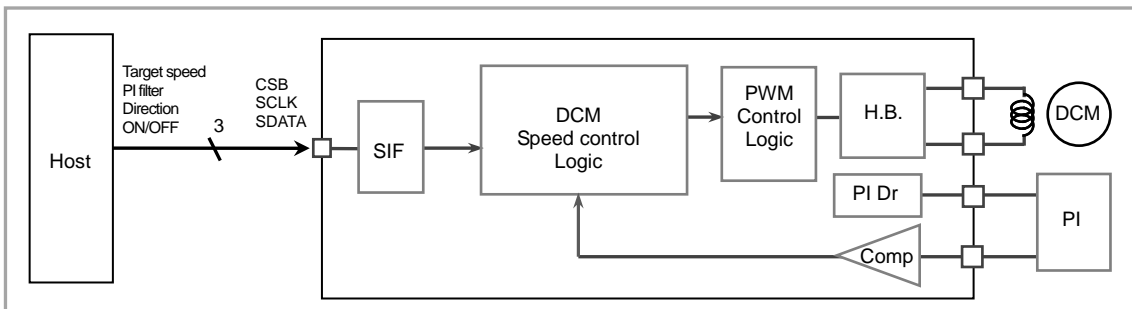 Host
Target speed
PI filter
Direction
ON/OFF
3
CSB
SCLK
SDATA
SIF
DCM
Speed control
Logic
PWM
Control
Logic
H.B.
DCM
PI Dr
PI
Comp